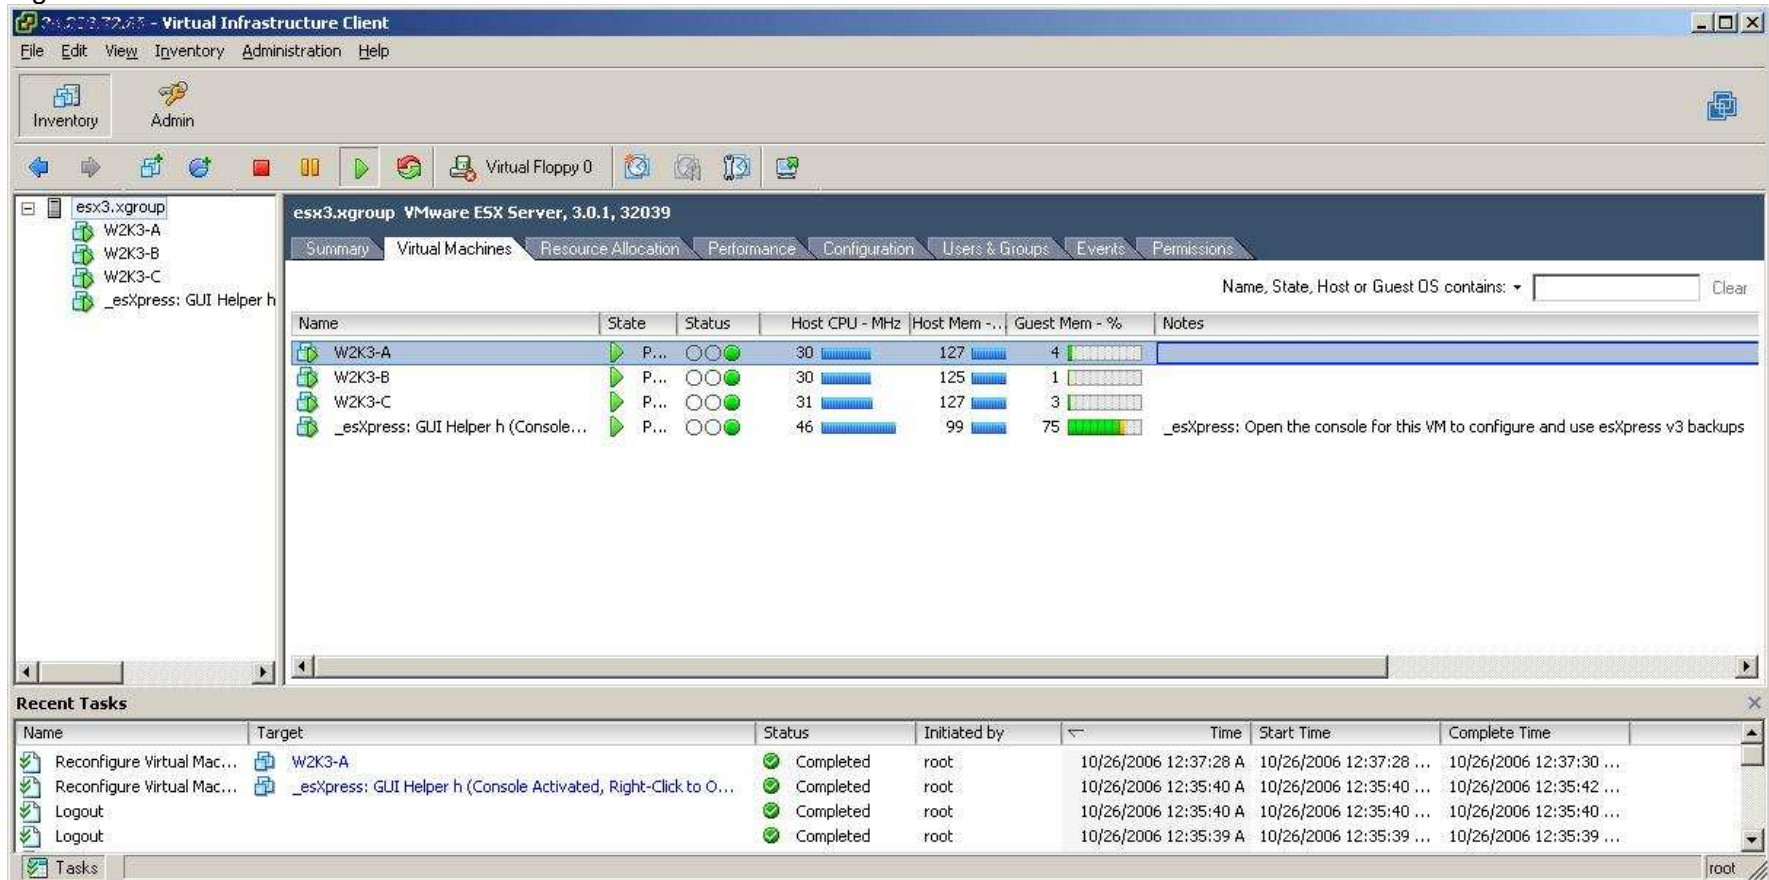 - Virtual Infrastructure Client
File Edit View Inventory Administration Help
Inventory Admin
Virtual Floppy 0
esx3.xgroup
W2K3-A
W2K3-B
W2K3-C
_esXpress: GUI Helper h
esx3.xgroup VMware ESX Server, 3.0.1, 32039
Summary Virtual Machines Resource Allocation Performance Configuration Users & Groups Events Permissions
Name, State, Host or Guest OS contains: Clear
Name State Status Host CPU - MHz Host Mem -... Guest Mem - % Notes
W2K3-A P... 30 127 4
W2K3-B P... 30 125 1
W2K3-C P... 31 127 3
_esXpress: GUI Helper h (Console... P... 46 99 75 _esXpress: Open the console for this VM to configure and use esXpress v3 backups
Recent Tasks
Name Target Status Initiated by Time Start Time Complete Time
Reconfigure Virtual Mac... W2K3-A Completed root 10/26/2006 12:37:28 A 10/26/2006 12:37:28 ... 10/26/2006 12:37:30 ...
Reconfigure Virtual Mac... _esXpress: GUI Helper h (Console Activated, Right-Click to O... Completed root 10/26/2006 12:35:40 A 10/26/2006 12:35:40 ... 10/26/2006 12:35:42 ...
Logout Completed root 10/26/2006 12:35:40 A 10/26/2006 12:35:40 ... 10/26/2006 12:35:40 ...
Logout Completed root 10/26/2006 12:35:39 A 10/26/2006 12:35:39 ... 10/26/2006 12:35:39 ...
Tasks root